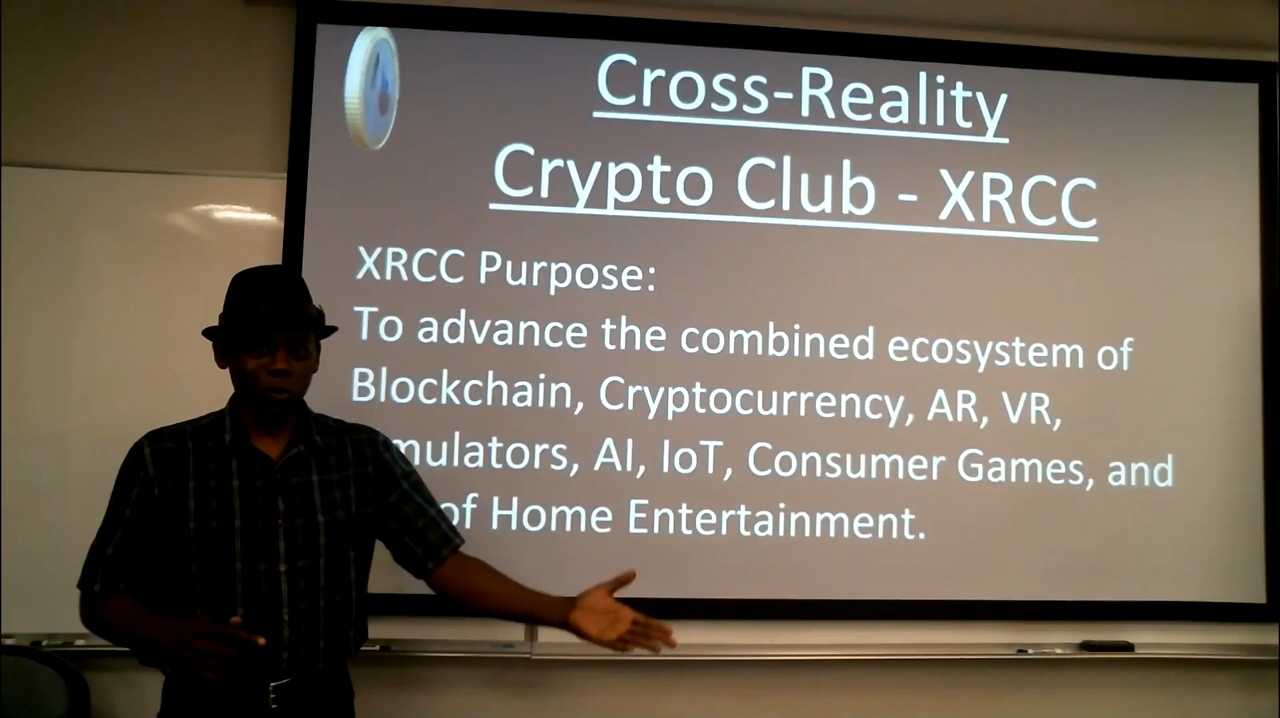 Cross-Reality
Crypto Club - XRCC
XRCC Purpose:
To advance the combined ecosystem of
Blockchain, Cryptocurrency, AR, VR,
AI, IoT, Consumer Games, and
of Home Entertainment.